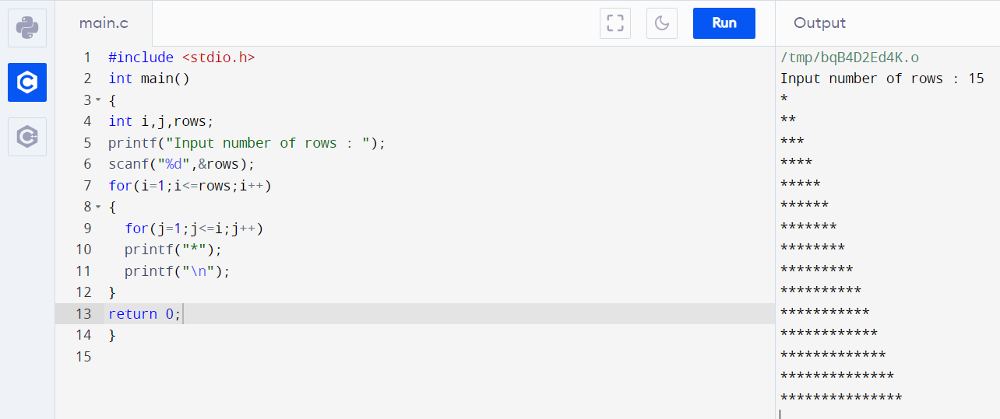 main.c
Run
1 #include <stdio.h>
2 int main()
3 {
4 int i,j,rows;
5 printf("Input number of rows : ");
6 scanf("%d",&rows);
7 for(i=1;i<=rows;i++)
8 {
9   for(j=1;j<=i;j++)
10   printf("*");
11   printf("\n");
12 }
13 return 0;
14 }
15
Output
/tmp/bqB4D2Ed4K.o
Input number of rows : 15
*
**
***
****
*****
******
*******
********
*********
**********
***********
************
*************
**************
***************